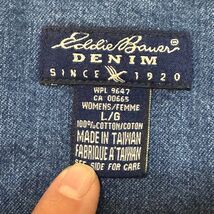 Eddie Bauer®
DENIM
SINCE 1920
WPL 9647
CA 00665
WOMENS/FEMME
L/G
100% COTTON/COTON
MADE IN TAIWAN
FABRIQUÉ À TAIWAN
SEE SIDE FOR CARE